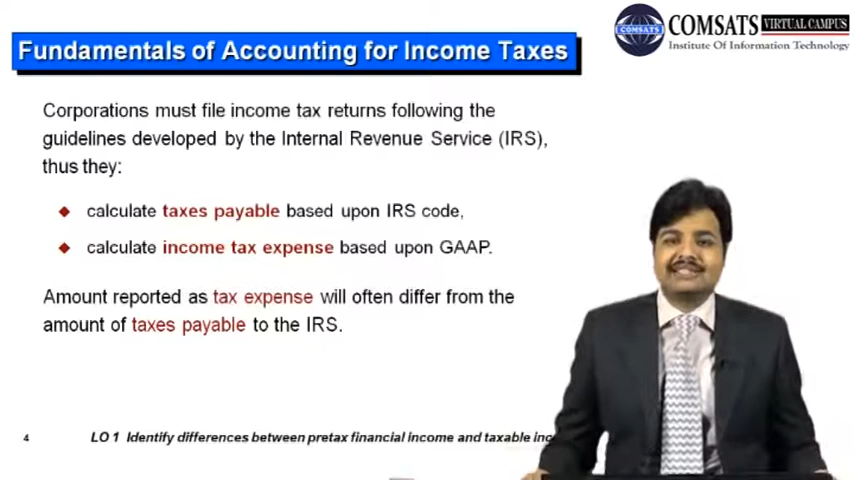 COMSATS VIRTUAL CAMPUS
Institute Of Information Technology
COMSATS
Fundamentals of Accounting for Income Taxes
Corporations must file income tax returns following the
guidelines developed by the Internal Revenue Service (IRS),
thus they:
calculate taxes payable based upon IRS code,
calculate income tax expense based upon GAAP.
Amount reported as tax expense will often differ from the
amount of taxes payable to the IRS.
4
LO 1 Identify differences between pretax financial income and taxable